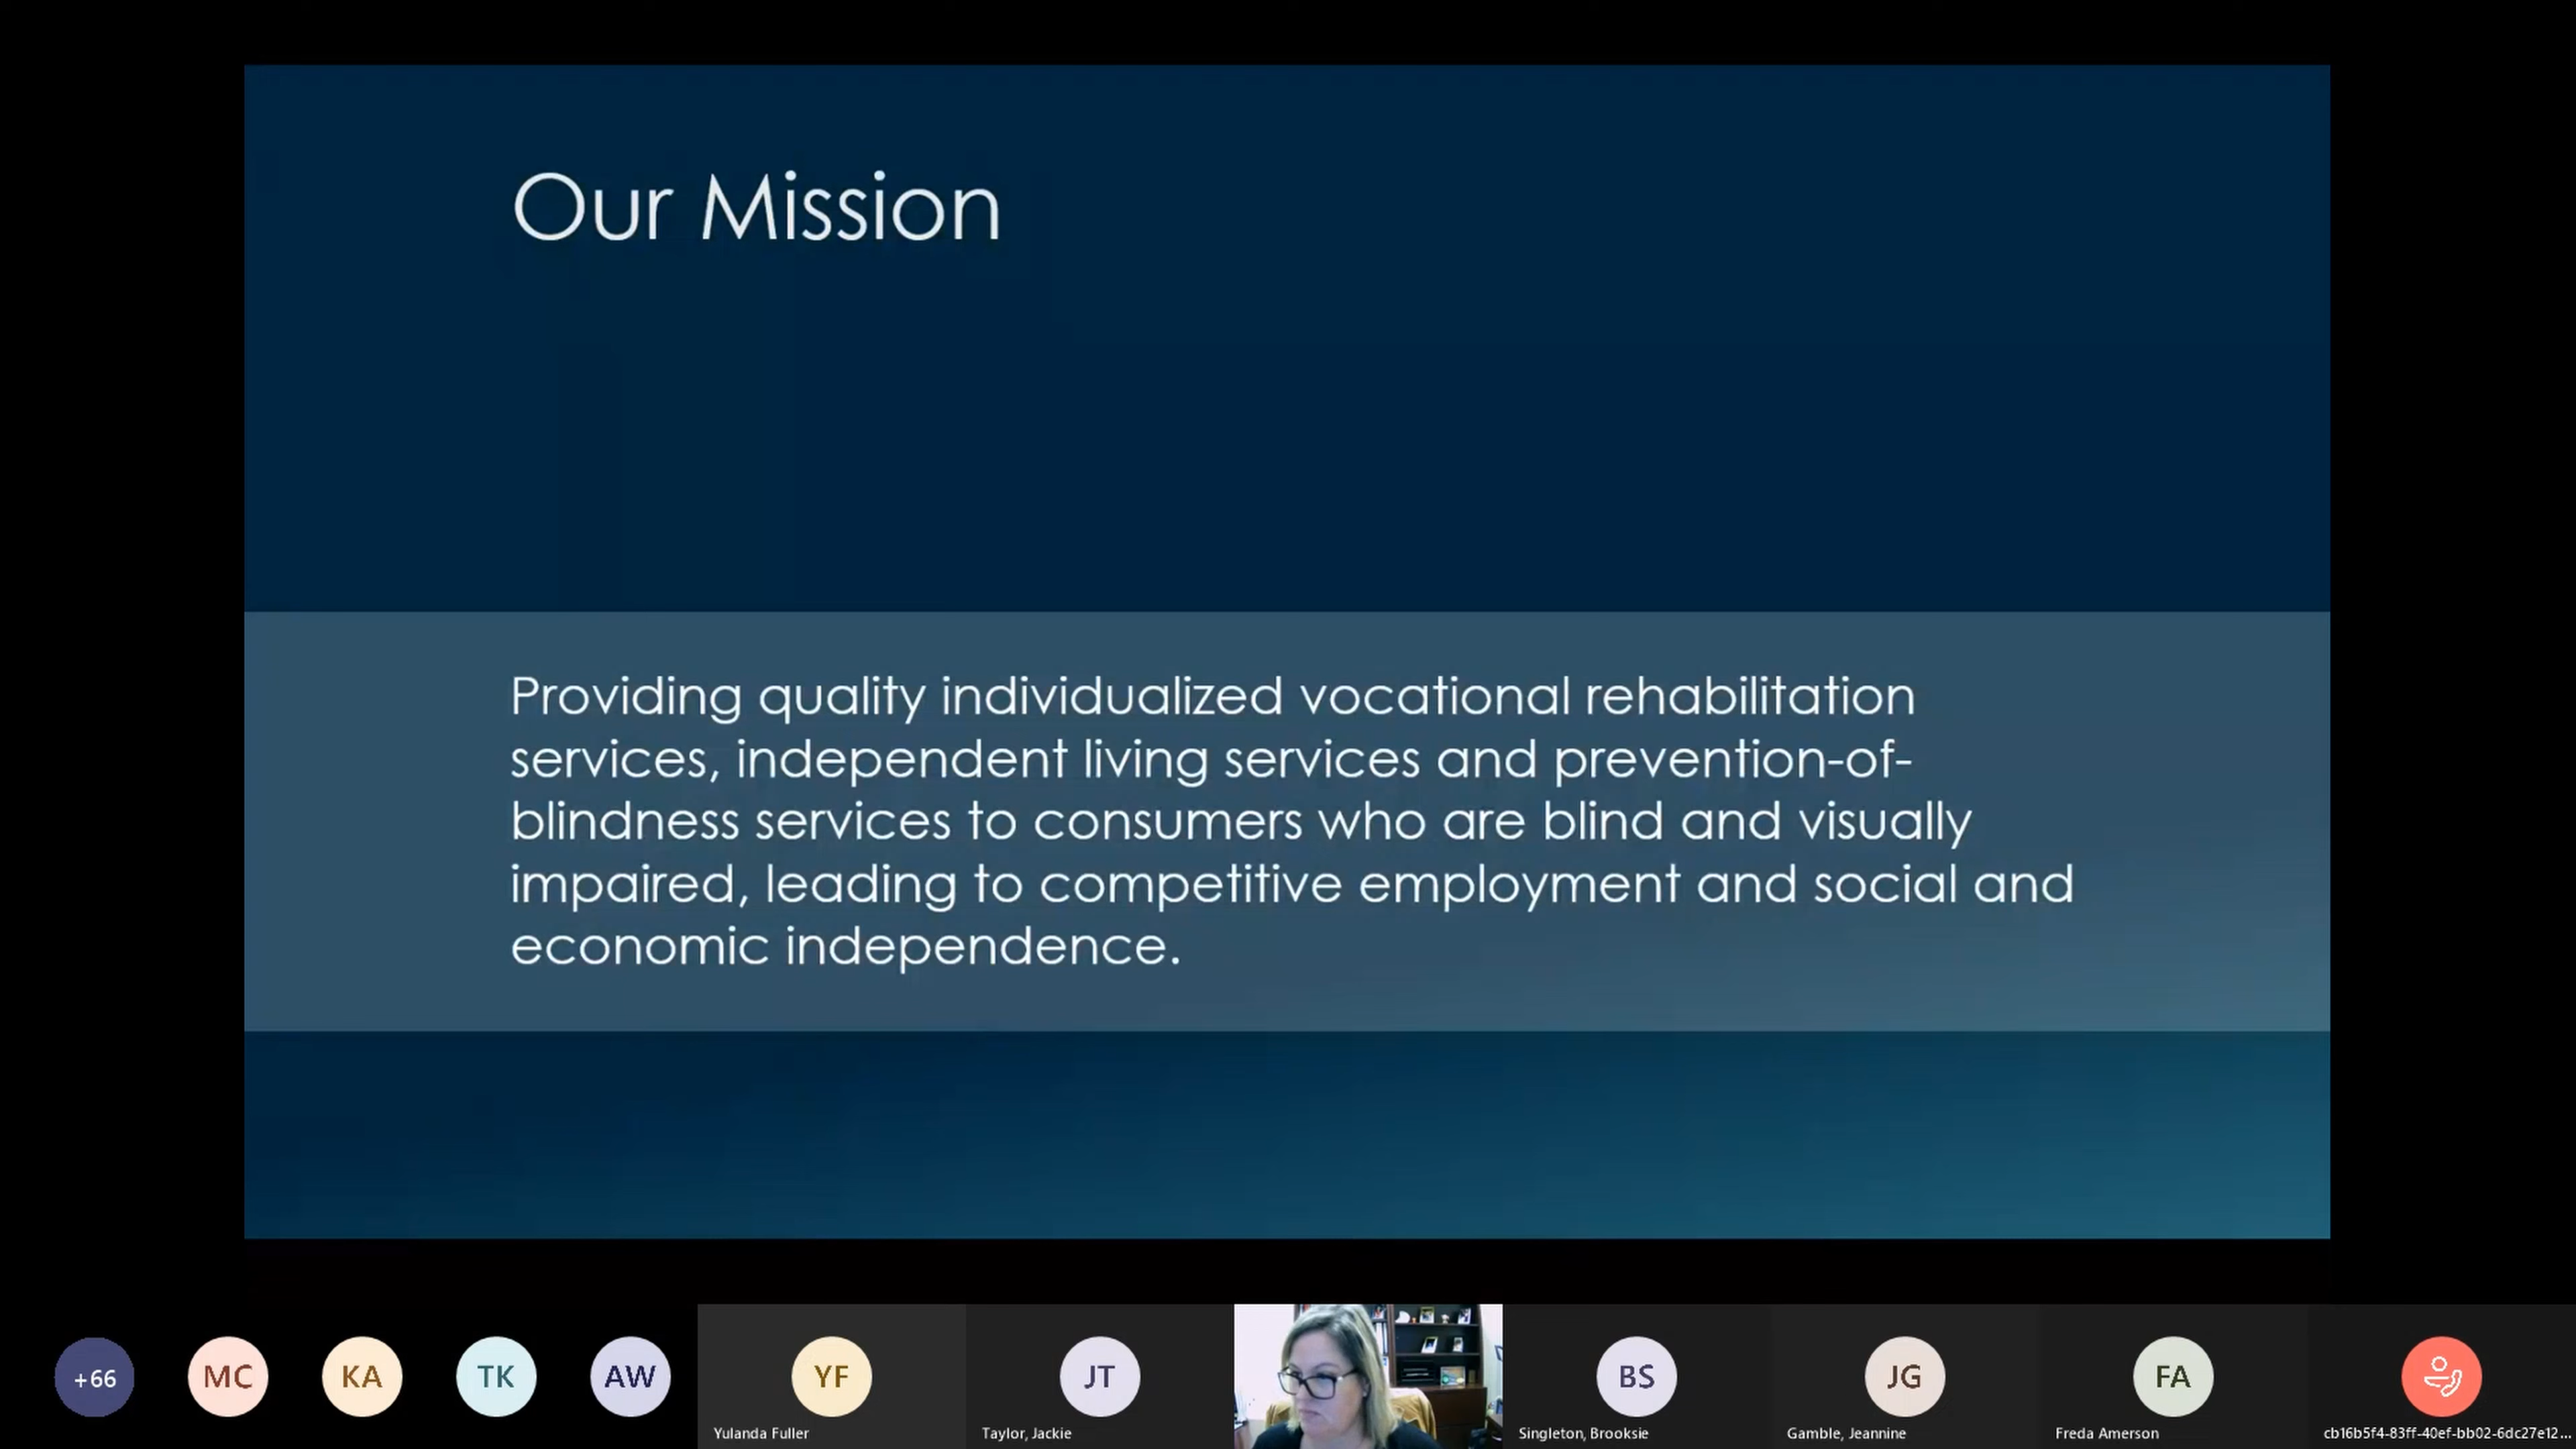 Our Mission
Providing quality individualized vocational rehabilitation
services, independent living services and prevention-of-
blindness services to consumers who are blind and visually
impaired, leading to competitive employment and social and
economic independence.
+66
MC
KA
TK
AW
YF
JT
BS
JG
FA
Yulanda Fuller
Taylor, Jackie
Singleton, Brooksie
Gamble, Jeannine
Freda Amerson
cb16b5f4-83ff-40ef-bb02-6dc27e12...